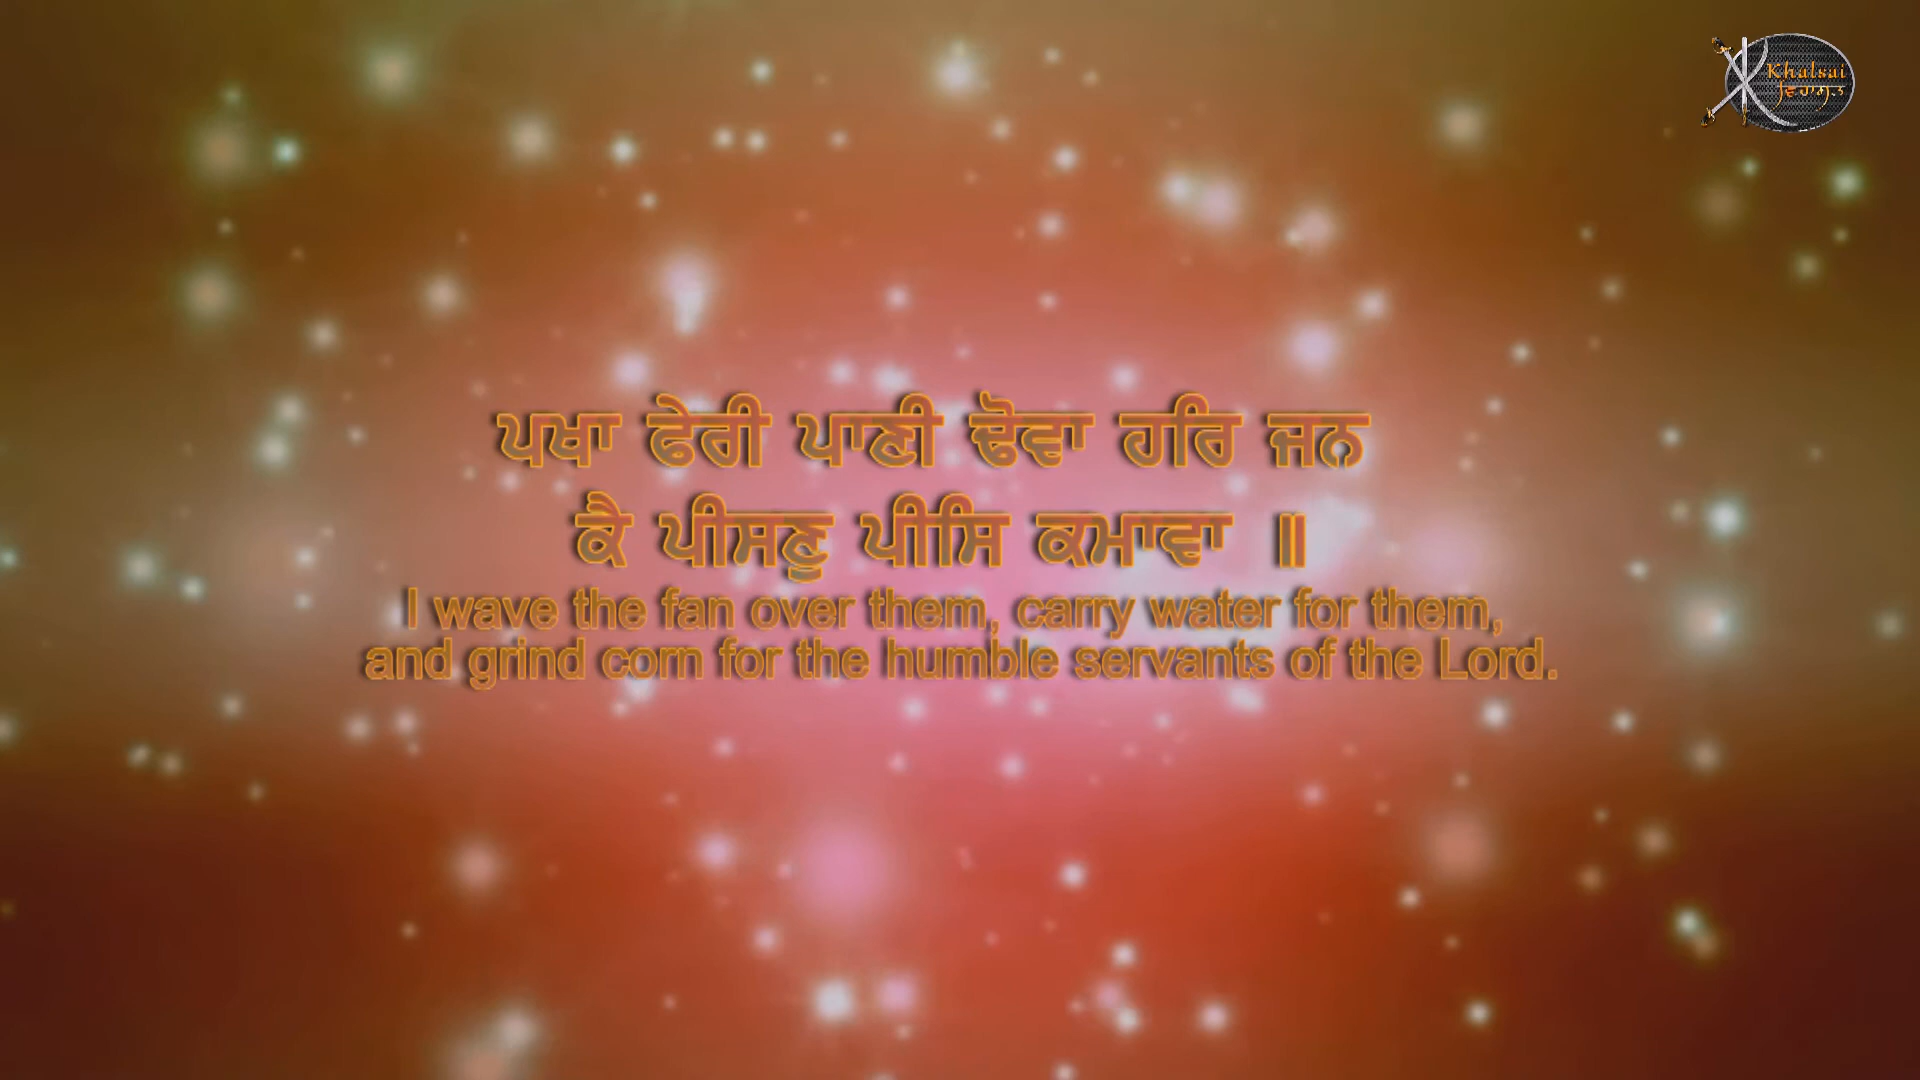 Khalsai
ਵਿਰਾਸਤ
ਪਖਾ ਫੇਰੀ ਪਾਣੀ ਢੋਵਾ ਹਰਿ ਜਨ
ਕੈ ਪੀਸਣੁ ਪੀਸਿ ਕਮਾਵਾ ॥
I wave the fan over them, carry water for them,
and grind corn for the humble servants of the Lord.